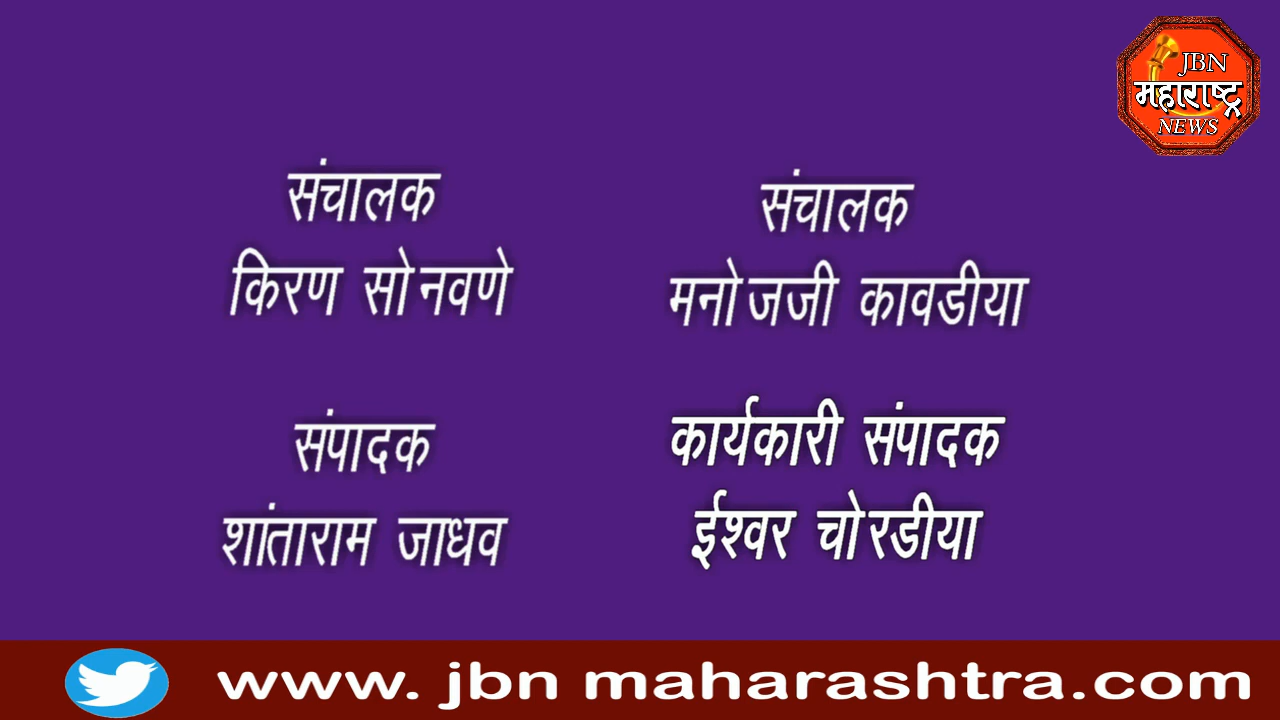 JBN
महाराष्ट्र
NEWS
संचालक
किरण सोनवणे
संचालक
मनोजजी कावडीया
संपादक
शांताराम जाधव
कार्यकारी संपादक
ईश्वर चोरडीया
www. jbn maharashtra.com